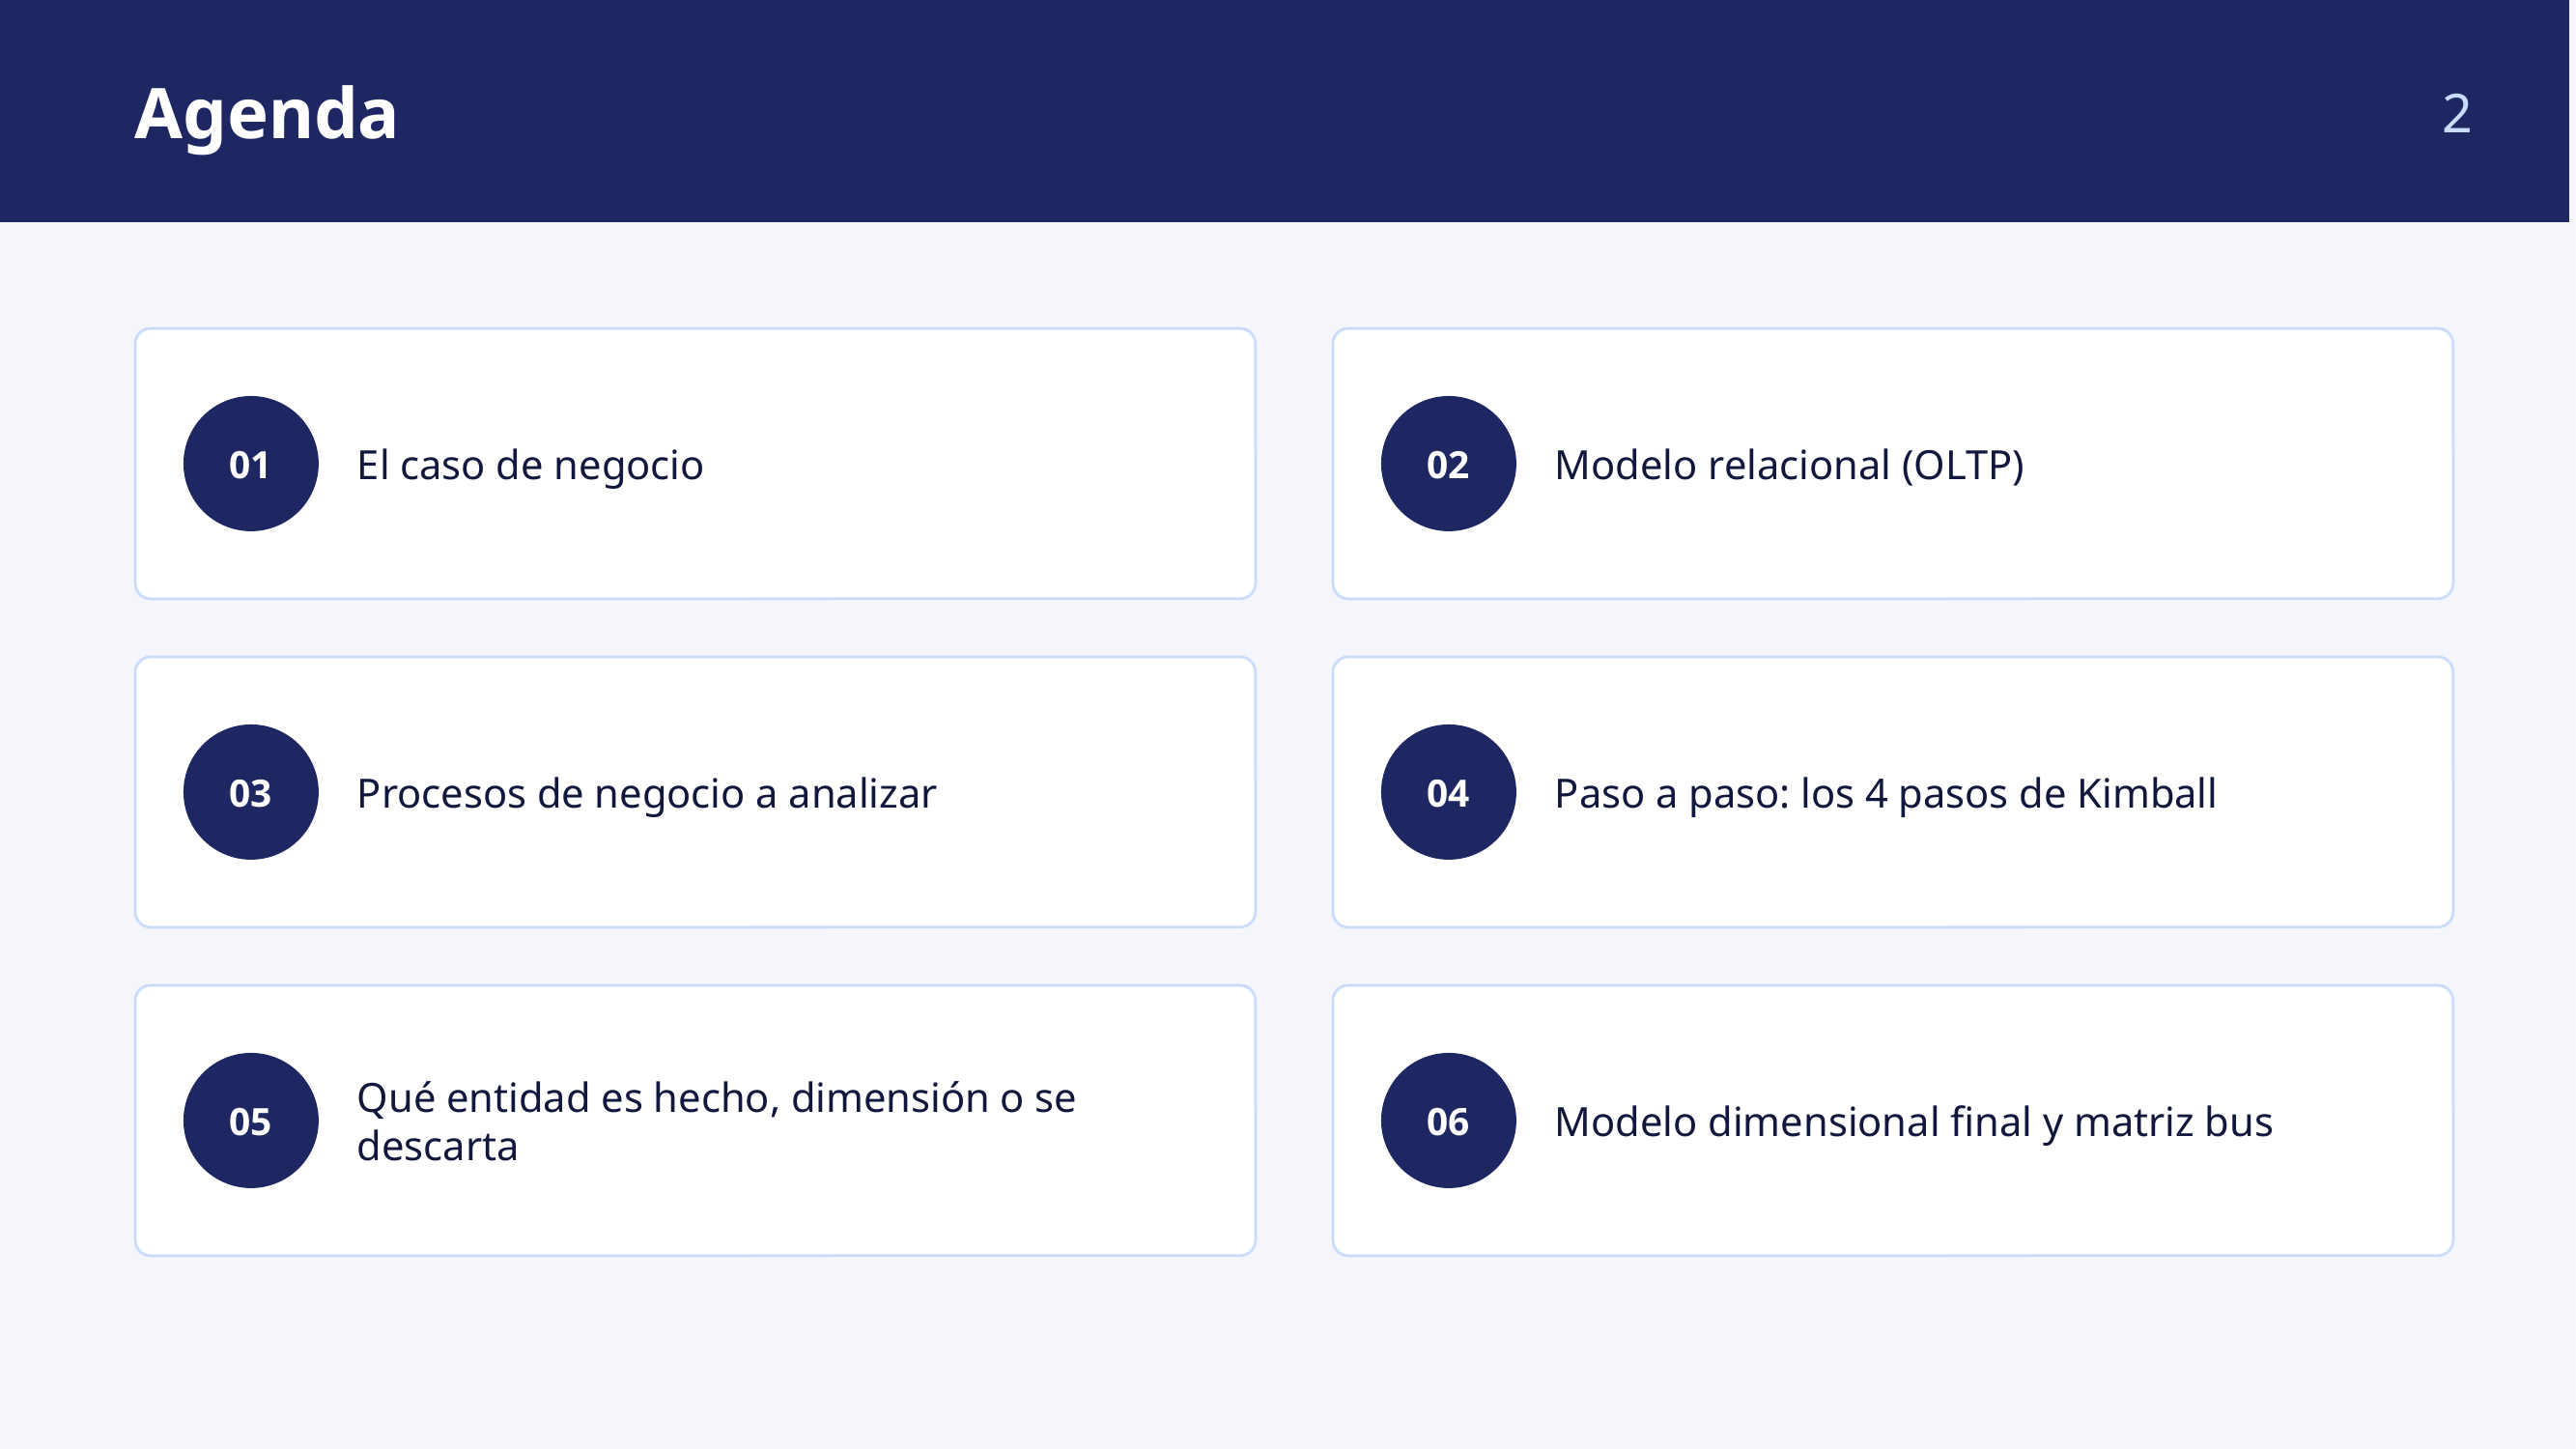 Agenda
2
01
El caso de negocio
02
Modelo relacional (OLTP)
03
Procesos de negocio a analizar
04
Paso a paso: los 4 pasos de Kimball
05
Qué entidad es hecho, dimensión o se
descarta
06
Modelo dimensional final y matriz bus